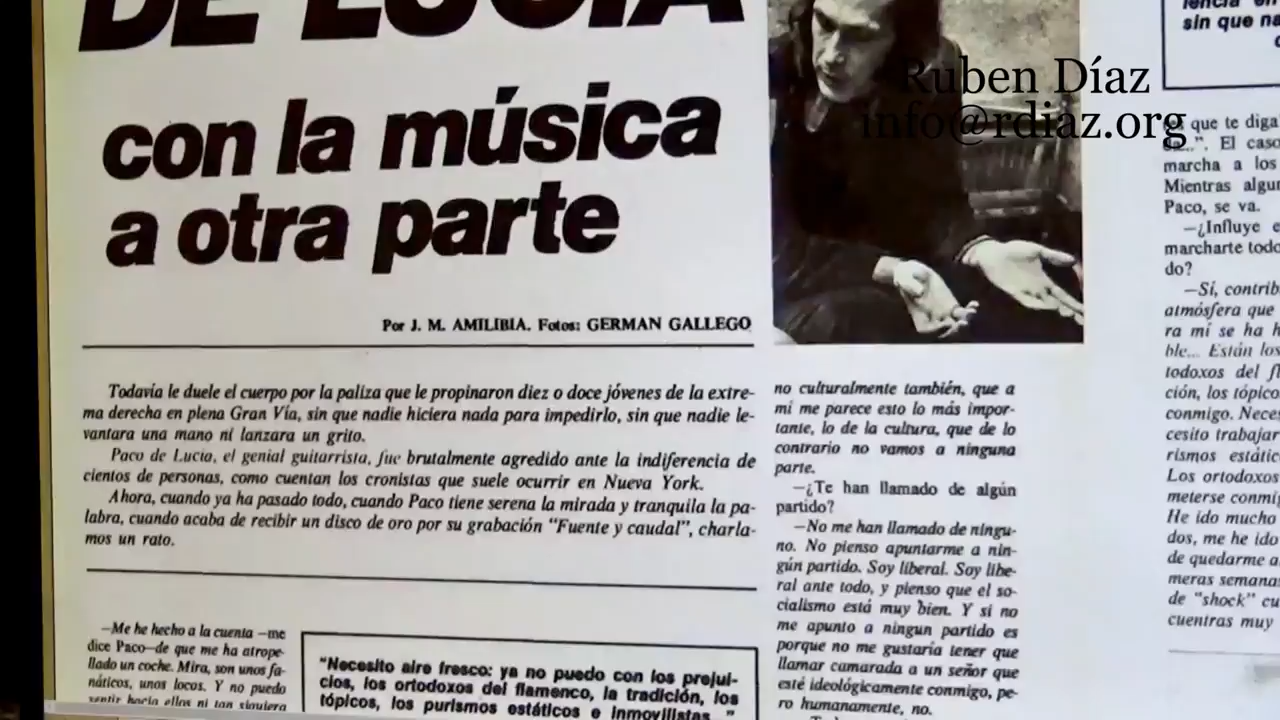 DE LUCIA
con la música
a otra parte
Por J. M. AMILIBIA. Fotos: GERMAN GALLEGO
Todavía le duele el cuerpo por la paliza que le propinaron diez o doce jóvenes de la extre-
ma derecha en plena Gran Vía, sin que nadie hiciera nada para impedirlo, sin que nadie le-
vantara una mano ni lanzara un grito.
Paco de Lucía, el genial guitarrista, fue brutalmente agredido ante la indiferencia de
cientos de personas, como cuentan los cronistas que suele ocurrir en Nueva York.
Ahora, cuando ya ha pasado todo, cuando Paco tiene serena la mirada y tranquila la pa-
labra, cuando acaba de recibir un disco de oro por su grabación "Fuente y caudal", charla-
mos un rato.
—Me he hecho a la cuenta —me
dice Paco—de que me ha atrope-
llado un coche. Mira, son unos fa-
náticos, unos locos. Y no puedo
sentir hacia ellos ni tan siquiera
"Necesito aire fresco: ya no puedo con los prejui-
cios, los ortodoxos del flamenco, la tradición, los
tópicos, los purismos estáticos e inmovilistas..."
no culturalmente también, que a
mí me parece esto lo más impor-
tante, lo de la cultura, que de lo
contrario no vamos a ninguna
parte.
—¿Te han llamado de algún
partido?
—No me han llamado de ningu-
no. No pienso apuntarme a nin-
gún partido. Soy liberal. Soy libe-
ral ante todo, y pienso que el so-
cialismo está muy bien. Y si no
me apunto a ningun partido es
porque no me gustaría tener que
llamar camarada a un señor que
esté ideológicamente conmigo, pe-
ro humanamente, no.
Ruben Díaz
info@rdiaz.org
sin que na
que te diga
El caso
marcha a los
Mientras algu
Paco, se va.
—¿Influye e
marcharte todo
do?
—Sí, contrib
atmósfera que
ra mí se ha h
ble... Están los
todoxos del fl
ción, los tópico
conmigo. Neces
cesito trabajar
rismos estátic
Los ortodoxos
meterse conmi
He ido mucho
dos, me he ido
de quedarme a
meras semana
de "shock" cu
cuentras muy